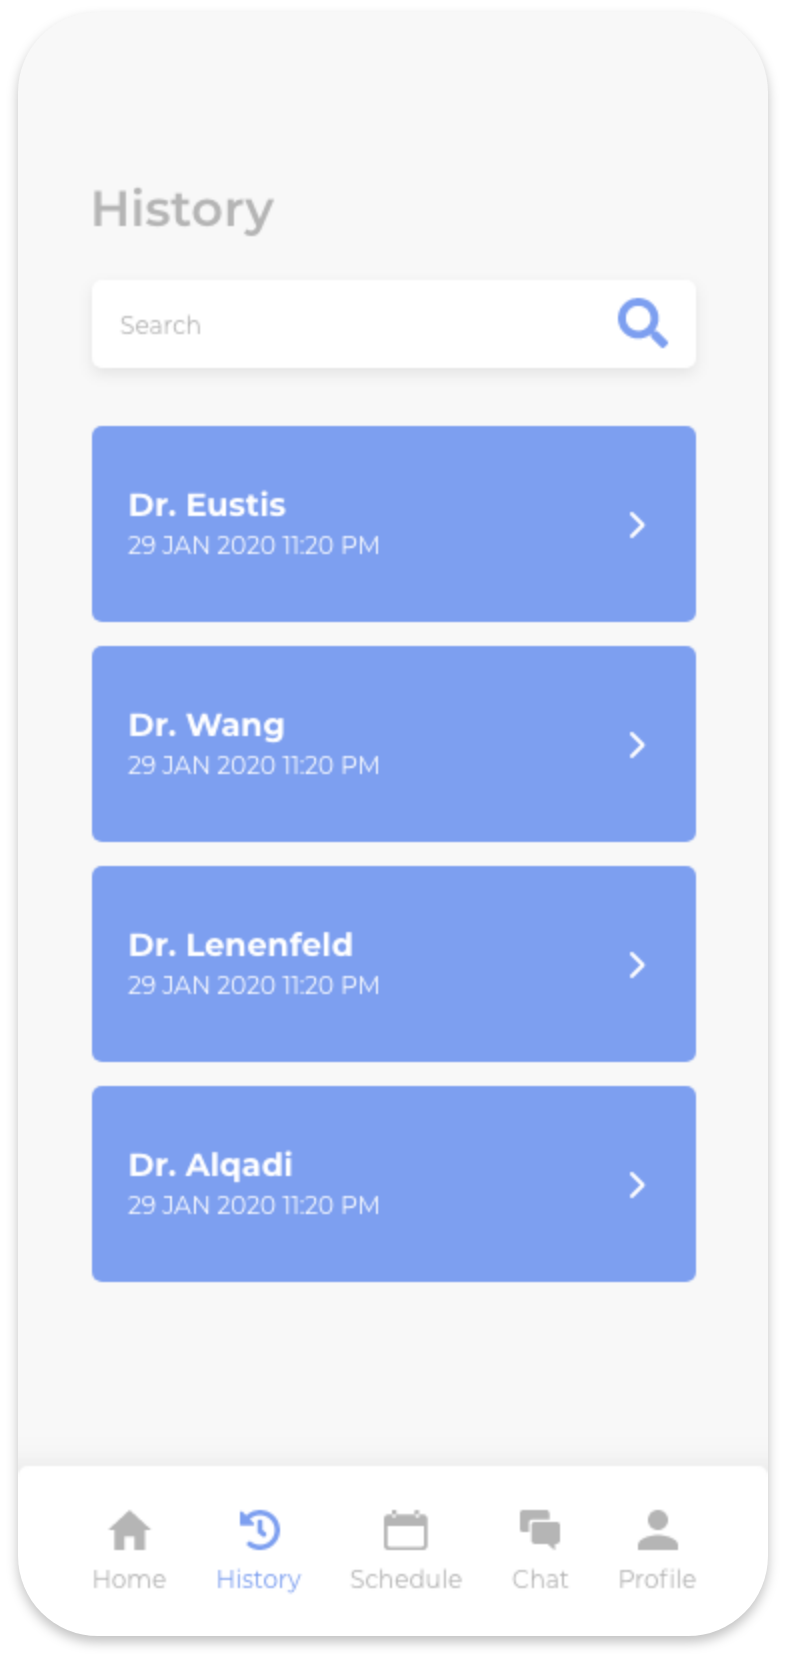 History
Search
Dr. Eustis
29 JAN 2020 11:20 PM
Dr. Wang
29 JAN 2020 11:20 PM
Dr. Lenenfeld
29 JAN 2020 11:20 PM
Dr. Alqadi
29 JAN 2020 11:20 PM
Home History Schedule Chat Profile